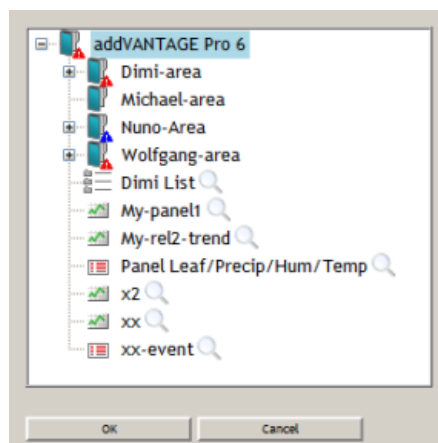 addVANTAGE Pro 6
Dimi-area
Michael-area
Nuno-Area
Wolfgang-area
Dimi List
My-panel1
My-rel2-trend
Panel Leaf/Precip/Hum/Temp
x2
xx
xx-event
OK Cancel